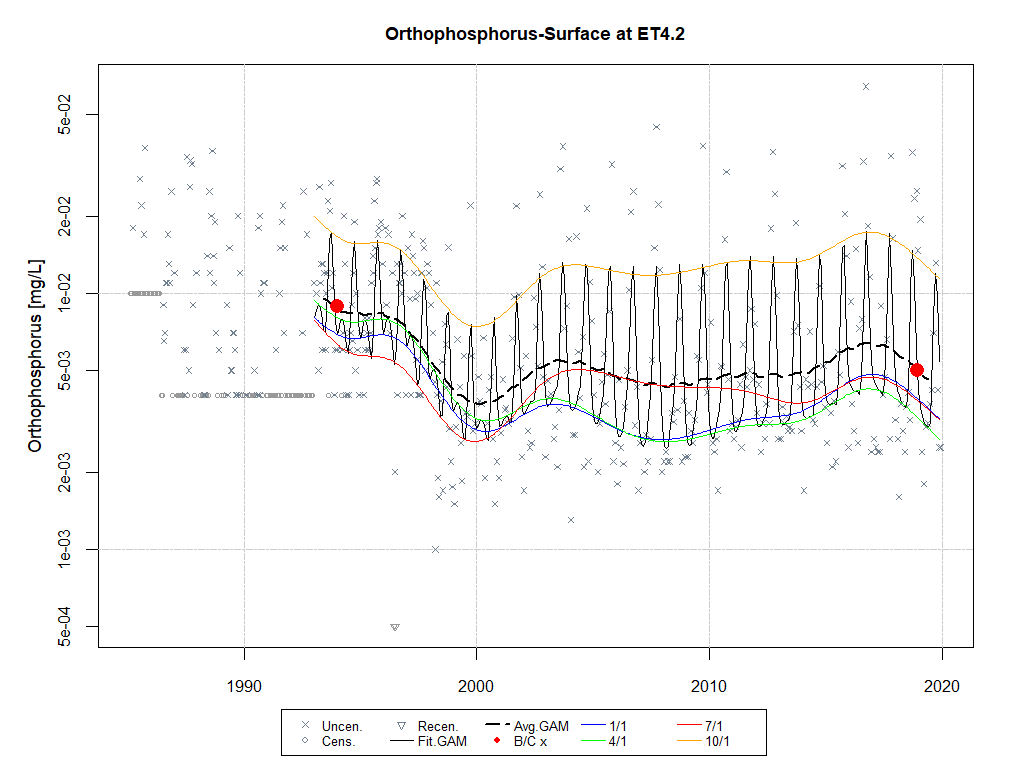 Orthophosphorus-Surface at ET4.2
Orthophosphorus [mg/L]
5e-02
2e-02
1e-02
5e-03
2e-03
1e-03
5e-04
1990 2000 2010 2020
Uncen. Recen. Avg.GAM 1/1 7/1
Cens. Fit.GAM B/C x 4/1 10/1